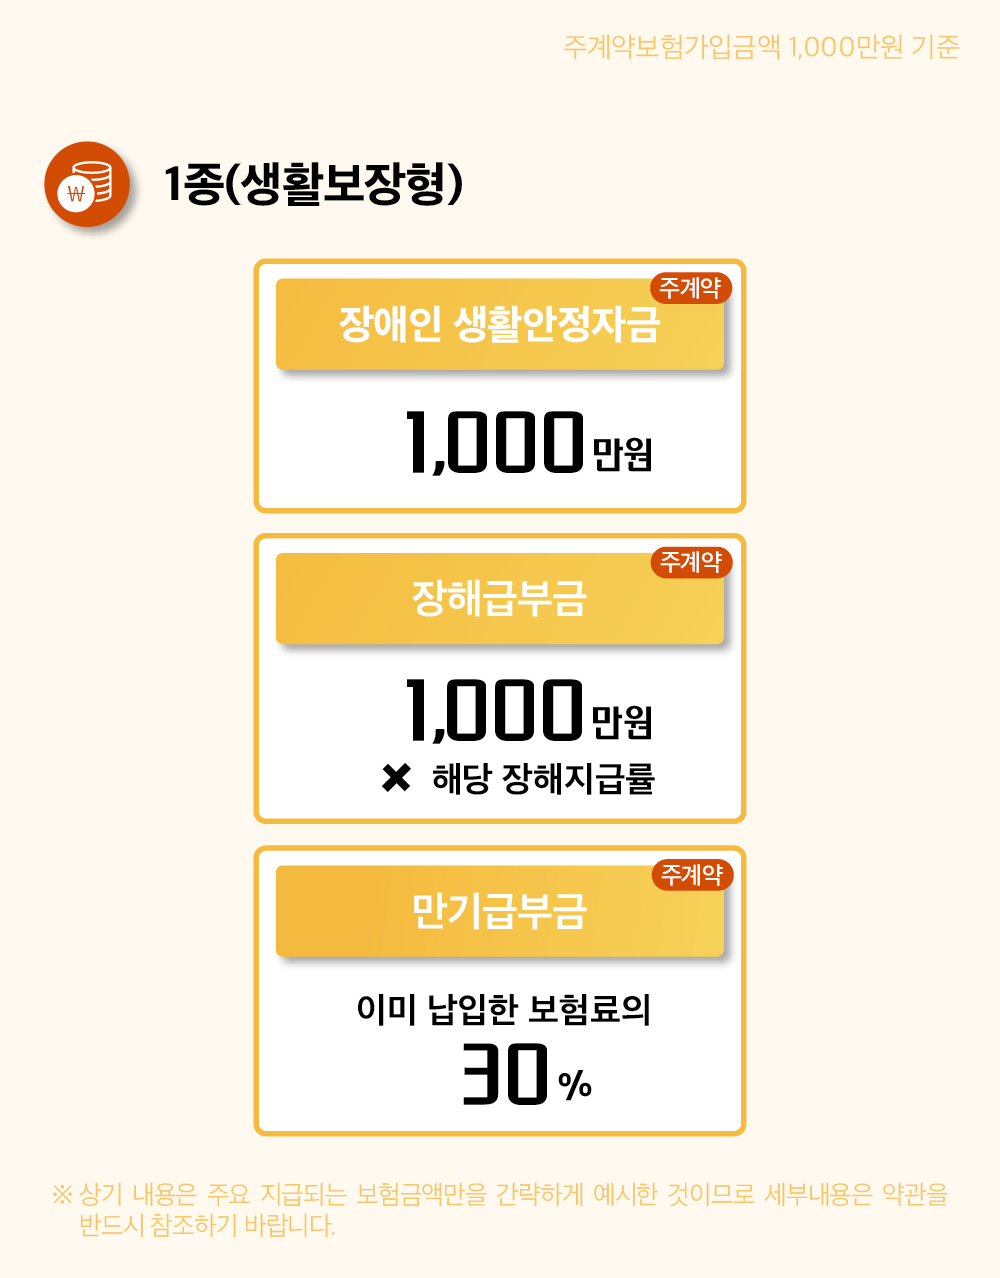 주계약보험가입금액 1,000만원 기준
₩
1종(생활보장형)
주계약
장애인 생활안정자금
1,000 만원
주계약
장해급부금
1,000 만원
✖ 해당 장해지급률
주계약
만기급부금
이미 납입한 보험료의
30 %
※ 상기 내용은 주요 지급되는 보험금액만을 간략하게 예시한 것이므로 세부내용은 약관을
반드시 참조하기 바랍니다.